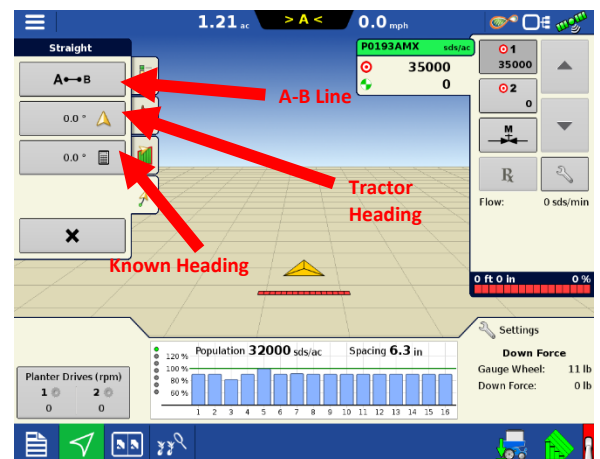 1.21 ac
> A <
0.0 mph
Straight
A B
0.0 °
0.0 °
A-B Line
Tractor
Heading
Known Heading
P0193AMX sds/ac
35000
0
1
35000
2
0
M
Rx
Flow: 0 sds/min
0 ft 0 in 0 %
Settings
Down Force
Gauge Wheel: 11 lb
Down Force: 0 lb
Planter Drives (rpm)
1 2
0 0
Population 32000 sds/ac Spacing 6.3 in
120 %
100 %
80 %
60 %
1 2 3 4 5 6 7 8 9 10 11 12 13 14 15 16